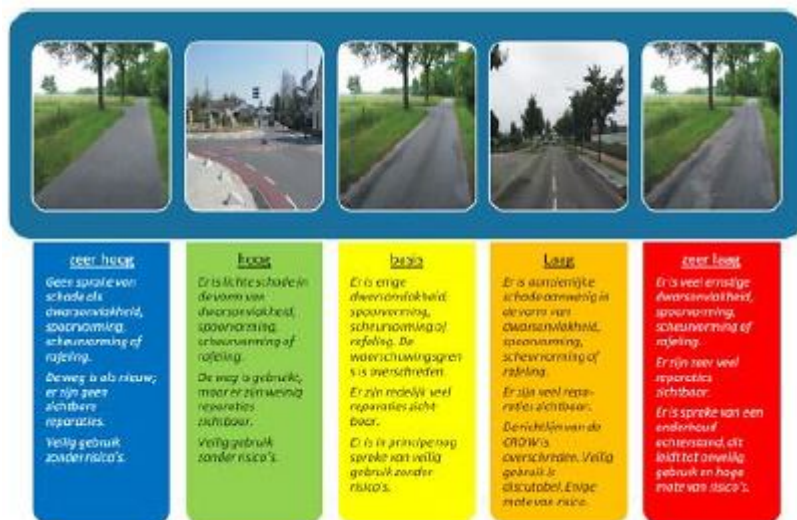 zeer hoog
Geen sprake van
schade als
dwarsonvlakheid,
spoorvorming,
scheurvorming of
rafeling.
De weg is als nieuw;
er zijn geen
zichtbare
reparaties.
Veilig gebruik
zonder risico's.
hoog
Er is lichte schade in
de vorm van
dwarsonvlakheid,
spoorvorming,
scheurvorming of
rafeling.
De weg is gebruikt,
maar er zijn weinig
reparaties
zichtbaar.
Veilig gebruik
zonder risico's.
basis
Er is enige
dwarsonvlakheid,
spoorvorming,
scheurvorming of
rafeling. De
waarschuwingsgren
s is overschreden.
Er zijn redelijk veel
reparaties zicht-
baar.
Er is in principe nog
sprake van veilig
gebruik zonder
risico's.
Laag
Er is aanzienlijke
schade aanwezig in
de vorm van
dwarsonvlakheid,
spoorvorming,
scheurvorming of
rafeling.
Er zijn veel repa-
raties zichtbaar.
De richtlijn van de
CROW is
overschreden. Veilig
gebruik is
discutabel. Enige
mate van risico.
zeer laag
Er is veel ernstige
dwarsonvlakheid,
spoorvorming,
scheurvorming of
rafeling.
Er zijn zeer veel
reparaties
zichtbaar.
Er is sprake van een
onderhoud
achterstand, dit
leidt tot onveilig
gebruik en hoge
mate van risico's.